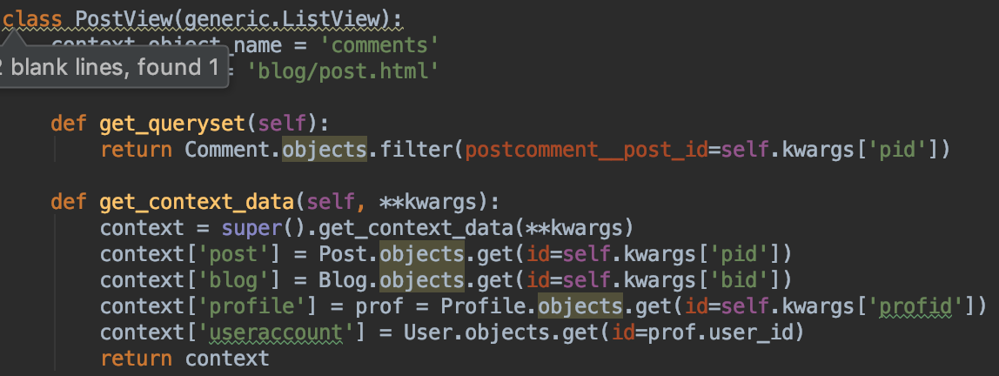 class PostView(generic.ListView):
context_object_name = 'comments'
2 blank lines, found 1
= 'blog/post.html'
def get_queryset(self):
return Comment.objects.filter(postcomment__post_id=self.kwargs['pid'])
def get_context_data(self, **kwargs):
context = super().get_context_data(**kwargs)
context['post'] = Post.objects.get(id=self.kwargs['pid'])
context['blog'] = Blog.objects.get(id=self.kwargs['bid'])
context['profile'] = prof = Profile.objects.get(id=self.kwargs['profid'])
context['useraccount'] = User.objects.get(id=prof.user_id)
return context